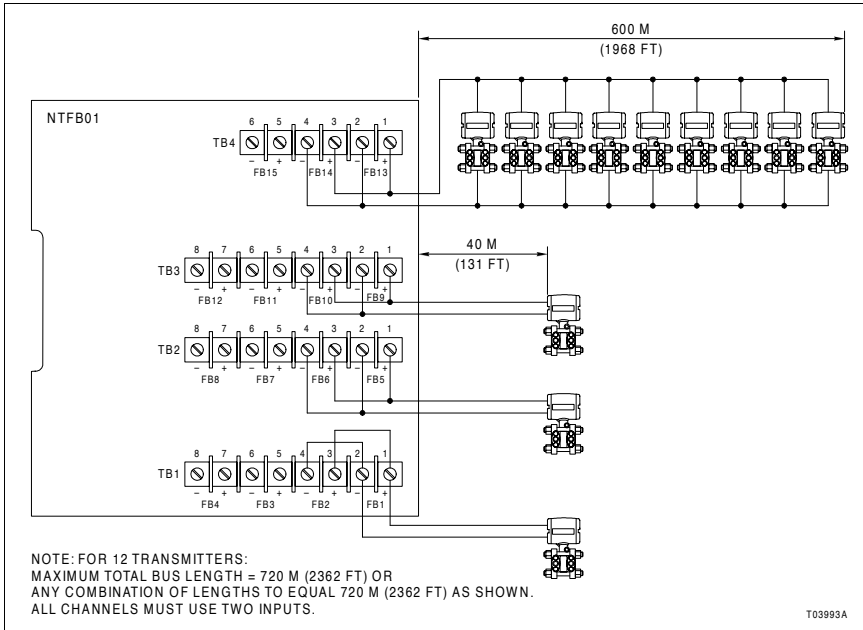 600 M
(1968 FT)
NTFB01
6 5 4 3 2 1
TB4
− + − + − +
FB15 FB14 FB13
40 M
(131 FT)
8 7 6 5 4 3 2 1
TB3
− + − + − + − +
FB12 FB11 FB10 FB9
8 7 6 5 4 3 2 1
TB2
− + − + − + − +
FB8 FB7 FB6 FB5
8 7 6 5 4 3 2 1
TB1
− + − + − + − +
FB4 FB3 FB2 FB1
NOTE: FOR 12 TRANSMITTERS:
MAXIMUM TOTAL BUS LENGTH = 720 M (2362 FT) OR
ANY COMBINATION OF LENGTHS TO EQUAL 720 M (2362 FT) AS SHOWN.
ALL CHANNELS MUST USE TWO INPUTS.
T03993A